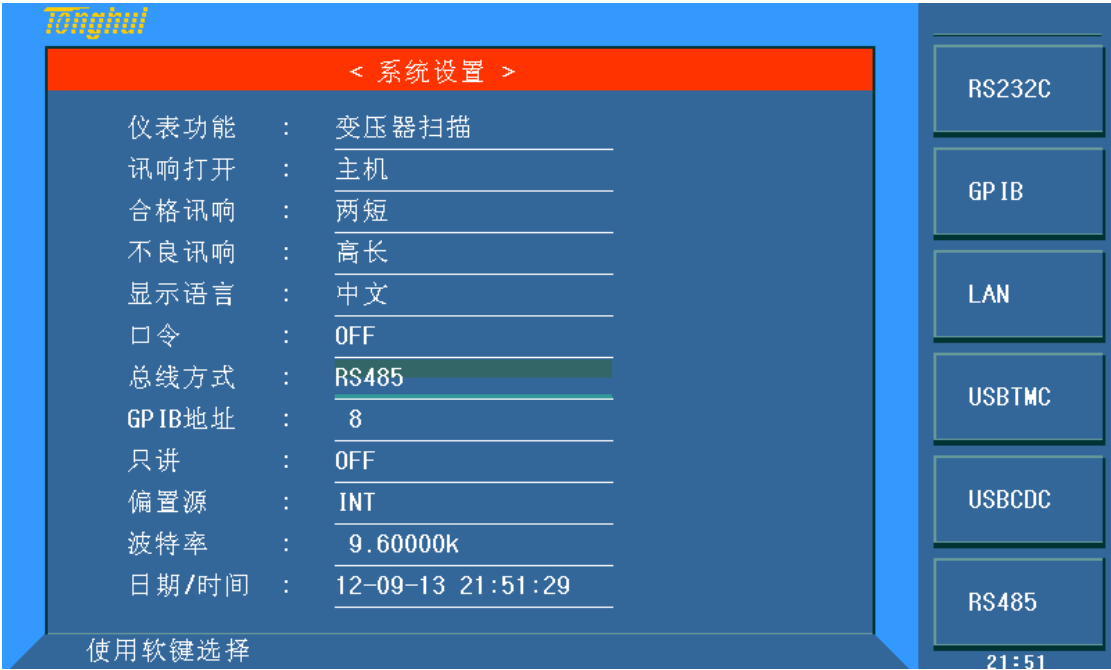 Tonghui
< 系统设置 >
仪表功能 : 变压器扫描
讯响打开 : 主机
合格讯响 : 两短
不良讯响 : 高长
显示语言 : 中文
口令 : OFF
总线方式 : RS485
GPIB地址 : 8
只讲 : OFF
偏置源 : INT
波特率 : 9.60000k
日期/时间 : 12-09-13 21:51:29
使用软键选择
RS232C
GPIB
LAN
USBTMC
USBCDC
RS485
21:51